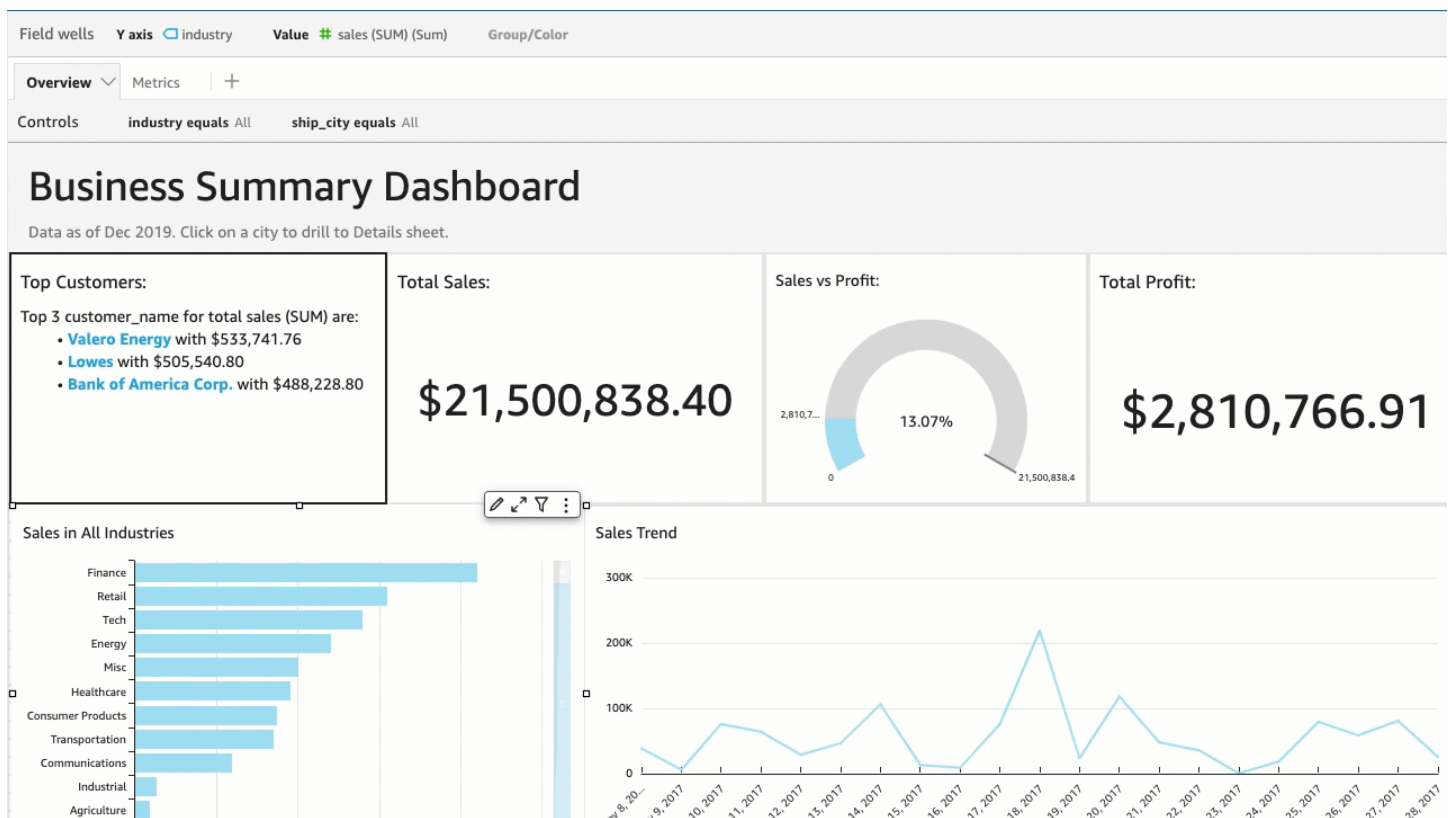 Field wells Y axis industry Value # sales (SUM) (Sum) Group/Color
Overview Metrics +
Controls industry equals All ship_city equals All
Business Summary Dashboard
Data as of Dec 2019. Click on a city to drill to Details sheet.
Top Customers:
Top 3 customer_name for total sales (SUM) are:
• Valero Energy with $533,741.76
• Lowes with $505,540.80
• Bank of America Corp. with $488,228.80
Total Sales:
$21,500,838.40
Sales vs Profit:
2,810,7...
13.07%
0
21,500,838.4
Total Profit:
$2,810,766.91
Sales in All Industries
Finance
Retail
Tech
Energy
Misc
Healthcare
Consumer Products
Transportation
Communications
Industrial
Agriculture
Sales Trend
300K
200K
100K
0
8, 20...
9, 2017
10, 2017
11, 2017
12, 2017
13, 2017
14, 2017
15, 2017
16, 2017
17, 2017
18, 2017
19, 2017
20, 2017
21, 2017
22, 2017
23, 2017
24, 2017
25, 2017
26, 2017
27, 2017
28, 2017